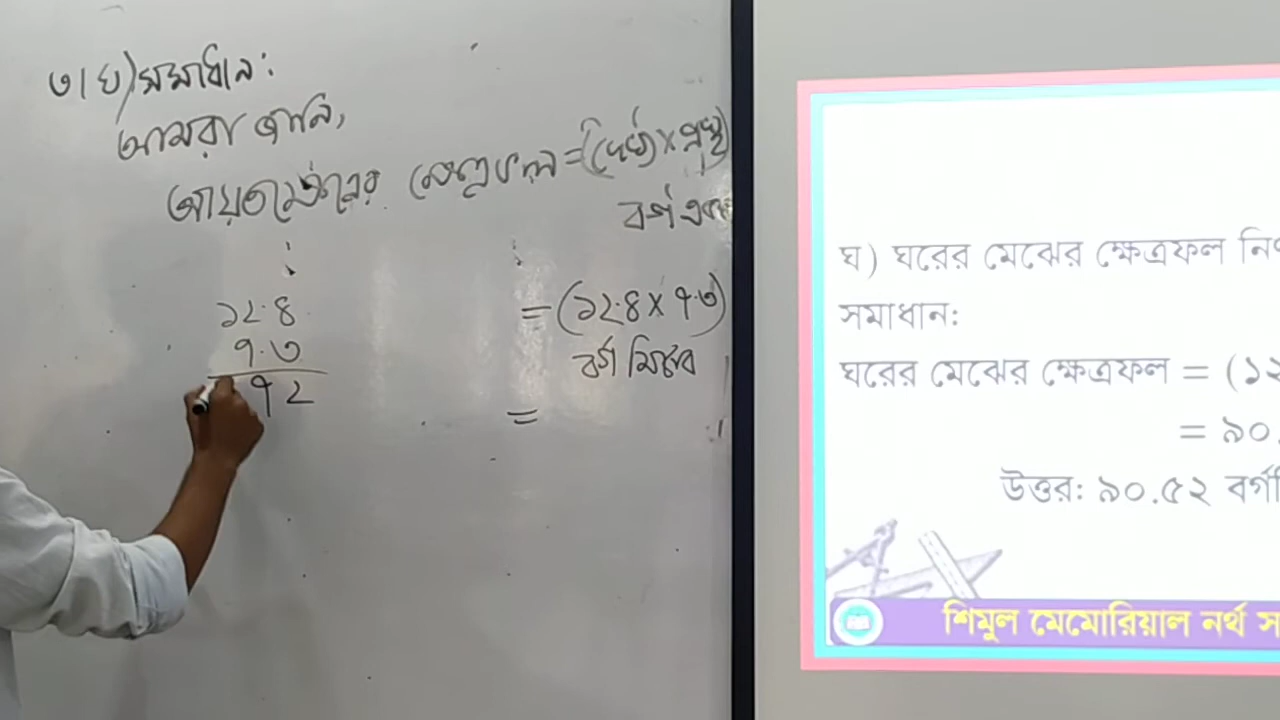 ৩। ঘ) সমাধান:
আমরা জানি,
আয়তক্ষেত্রের ক্ষেত্রফল = (দৈর্ঘ্য × প্রস্থ)
বর্গ একক
১২.৪
৭.৩
৭২
= (১২.৪ × ৭.৩)
বর্গ মিটার
=
ঘ) ঘরের মেঝের ক্ষেত্রফল
সমাধান:
ঘরের মেঝের ক্ষেত্রফল = (১২
= ৯০.
উত্তর: ৯০.৫২ বর্গ
শিমুল মেমোরিয়াল নর্থ স